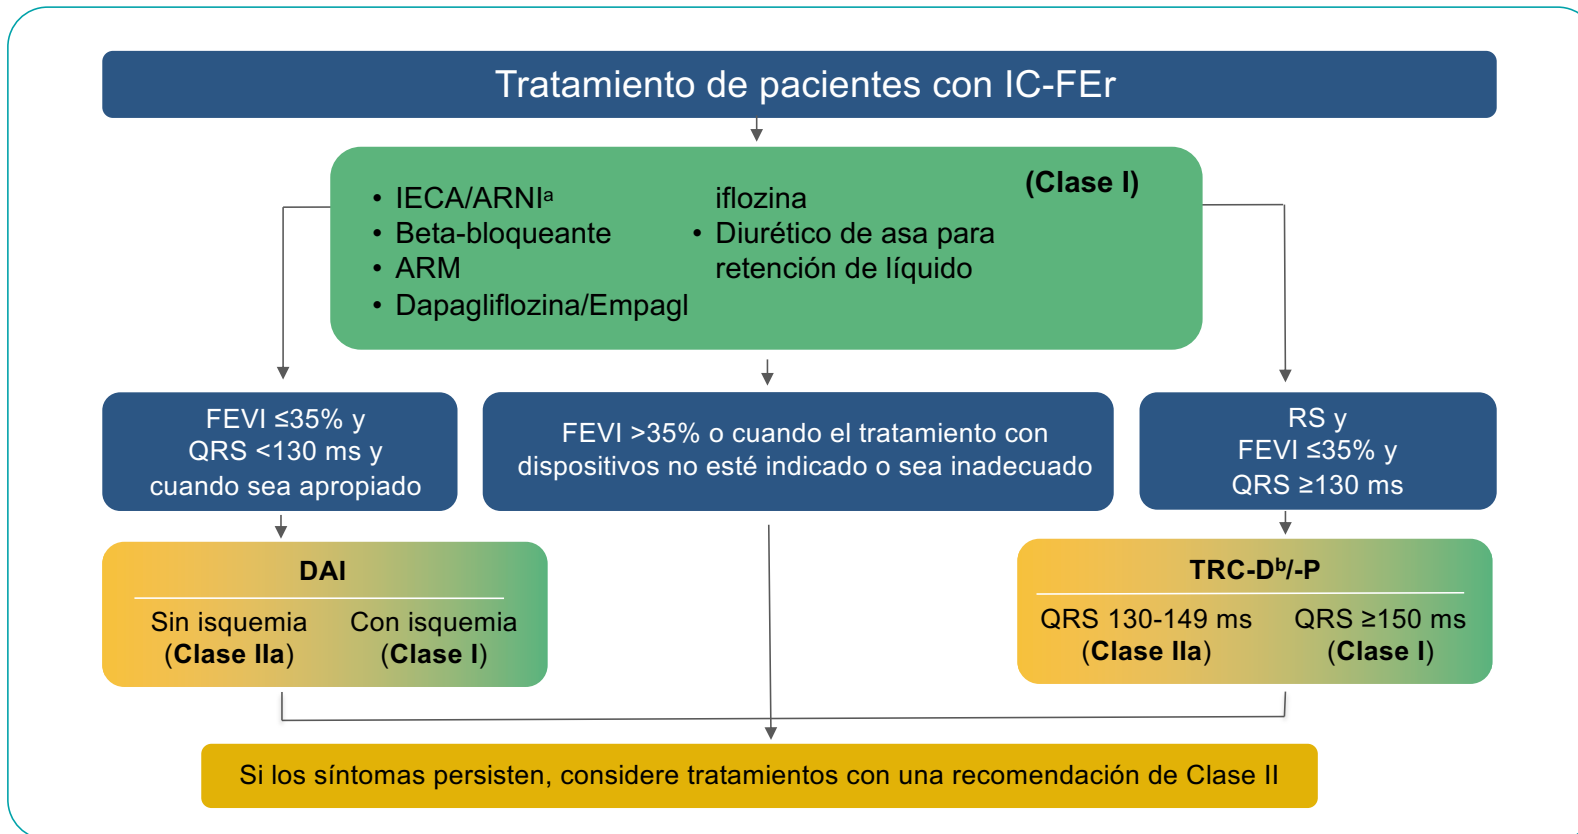 Tratamiento de pacientes con IC-FEr
(Clase I)
• IECA/ARNIᵃ
• Beta-bloqueante
• ARM
• Dapagliflozina/Empagl
iflozina
• Diurético de asa para
retención de líquido
FEVI ≤35% y
QRS <130 ms y
cuando sea apropiado
FEVI >35% o cuando el tratamiento con
dispositivos no esté indicado o sea inadecuado
RS y
FEVI ≤35% y
QRS ≥130 ms
DAI
Sin isquemia
(Clase IIa)
Con isquemia
(Clase I)
TRC-Dᵇ/-P
QRS 130-149 ms
(Clase IIa)
QRS ≥150 ms
(Clase I)
Si los síntomas persisten, considere tratamientos con una recomendación de Clase II